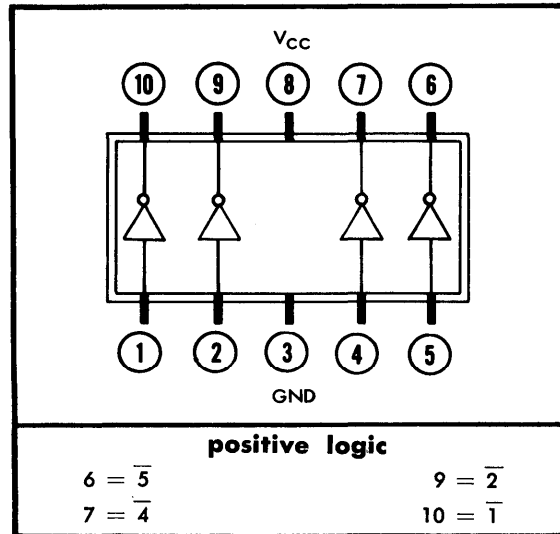 V_CC
10 9 8 7 6
1 2 3 4 5
GND
positive logic
6 = 5̅ 9 = 2̅
7 = 4̅ 10 = 1̅